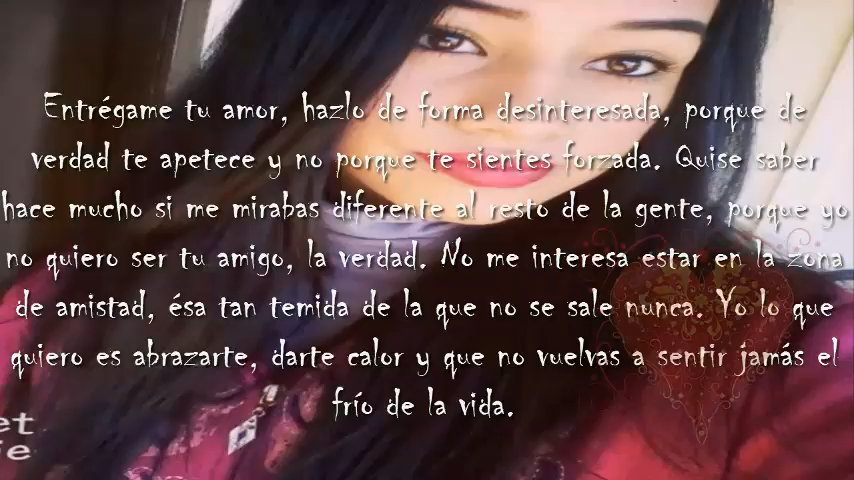 Entrégame tu amor, hazlo de forma desinteresada, porque de
verdad te apetece y no porque te sientes forzada. Quise saber
hace mucho si me mirabas diferente al resto de la gente, porque yo
no quiero ser tu amigo, la verdad. No me interesa estar en la zona
de amistad, ésa tan temida de la que no se sale nunca. Yo lo que
quiero es abrazarte, darte calor y que no vuelvas a sentir jamás el
frío de la vida.
et
ie